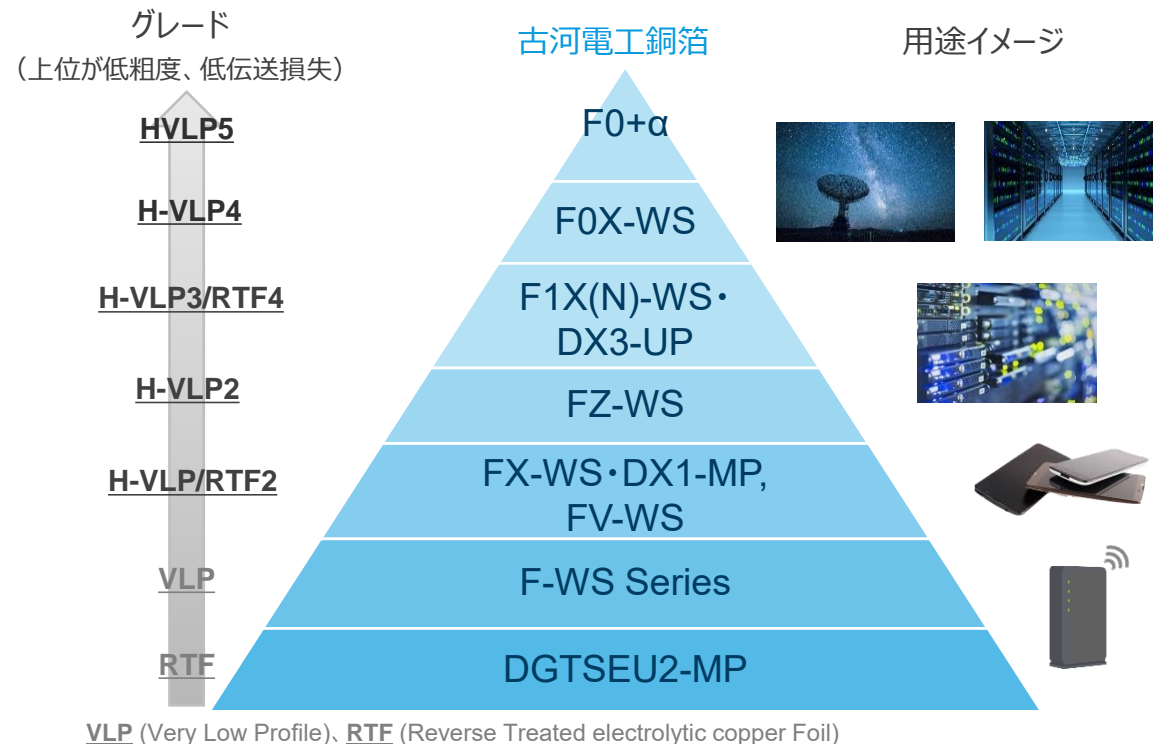 グレード
（上位が低粗度、低伝送損失）
古河電工銅箔
用途イメージ
HVLP5
F0+α
H-VLP4
F0X-WS
H-VLP3/RTF4
F1X(N)-WS・
DX3-UP
H-VLP2
FZ-WS
H-VLP/RTF2
FX-WS・DX1-MP,
FV-WS
VLP
F-WS Series
RTF
DGTSEU2-MP
VLP (Very Low Profile)、RTF (Reverse Treated electrolytic copper Foil)